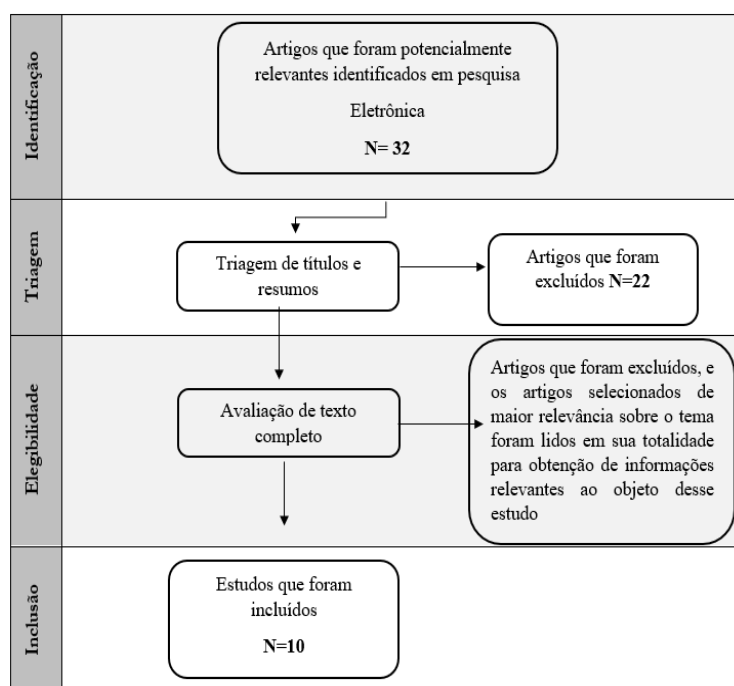 Identificação
Artigos que foram potencialmente
relevantes identificados em pesquisa
Eletrônica
N= 32
Triagem
Triagem de títulos e
resumos
Artigos que foram
excluídos N=22
Elegibilidade
Avaliação de texto
completo
Artigos que foram excluídos, e
os artigos selecionados de
maior relevância sobre o tema
foram lidos em sua totalidade
para obtenção de informações
relevantes ao objeto desse
estudo
Inclusão
Estudos que foram
incluídos
N=10